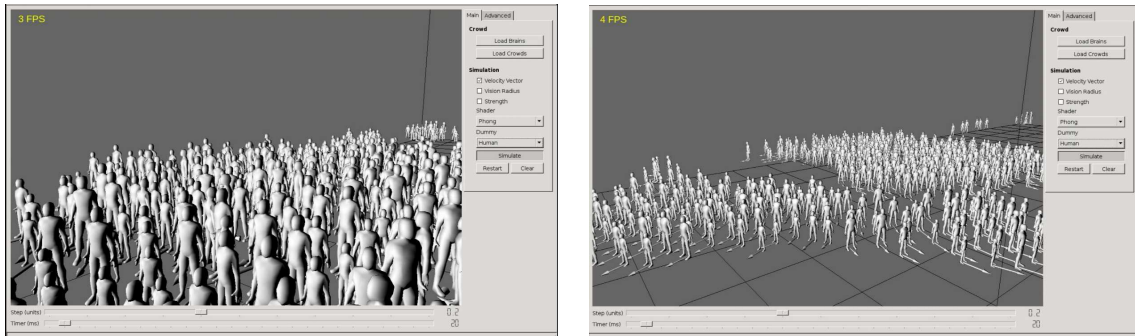 3 FPS
Main Advanced
Crowd
Load Brains
Load Crowds
Simulation
Velocity Vector
Vision Radius
Strength
Shader
Phong
Dummy
Human
Simulate
Restart Clear
Step (units) 0.2
Timer (ms) 20
4 FPS
Main Advanced
Crowd
Load Brains
Load Crowds
Simulation
Velocity Vector
Vision Radius
Strength
Shader
Phong
Dummy
Human
Simulate
Restart Clear
Step (units) 0.2
Timer (ms) 20